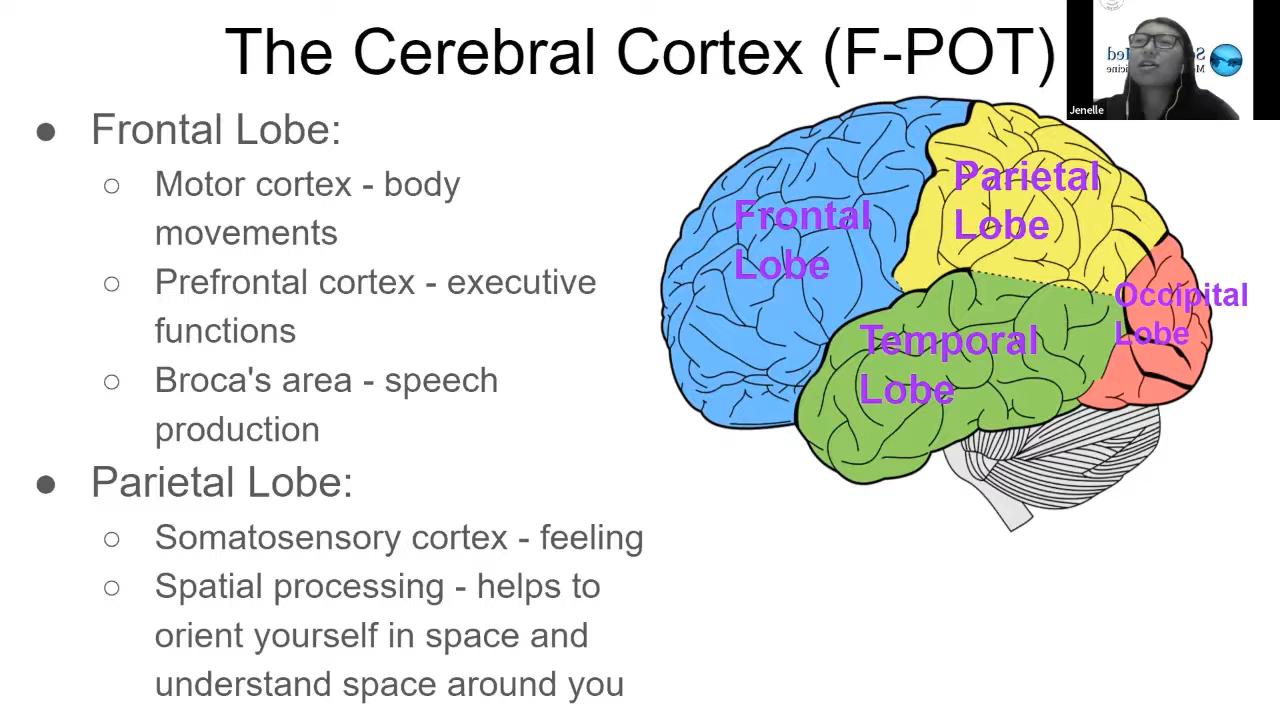 The Cerebral Cortex (F-POT)
Jenelle
● Frontal Lobe:
○ Motor cortex - body
movements
○ Prefrontal cortex - executive
functions
○ Broca's area - speech
production
● Parietal Lobe:
○ Somatosensory cortex - feeling
○ Spatial processing - helps to
orient yourself in space and
understand space around you
Frontal
Lobe
Parietal
Lobe
Temporal
Lobe
Occipital
Lobe